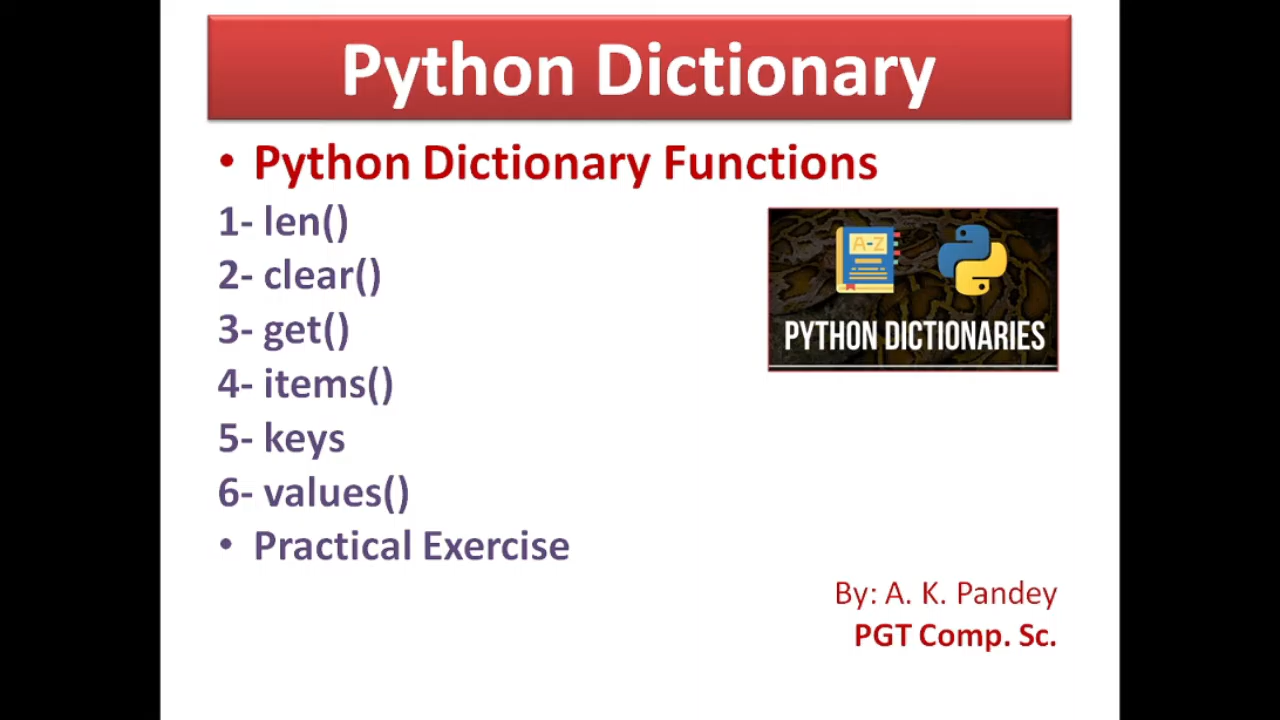 Python Dictionary
• Python Dictionary Functions
1- len()
2- clear()
3- get()
4- items()
5- keys
6- values()
A-Z
PYTHON DICTIONARIES
• Practical Exercise
By: A. K. Pandey
PGT Comp. Sc.